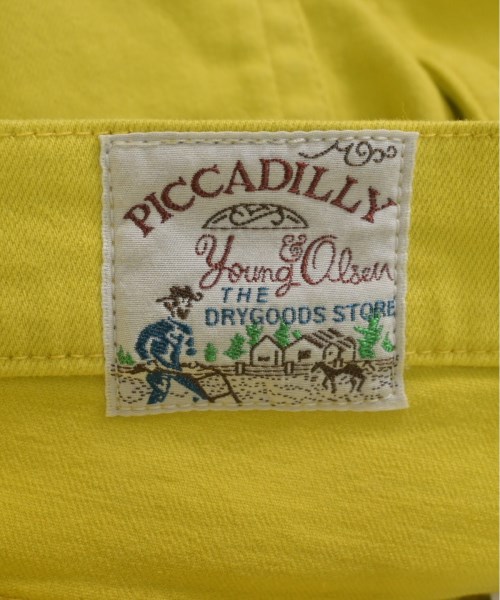 PICCADILLY
Young & Olsen
THE
DRYGOODS STORE